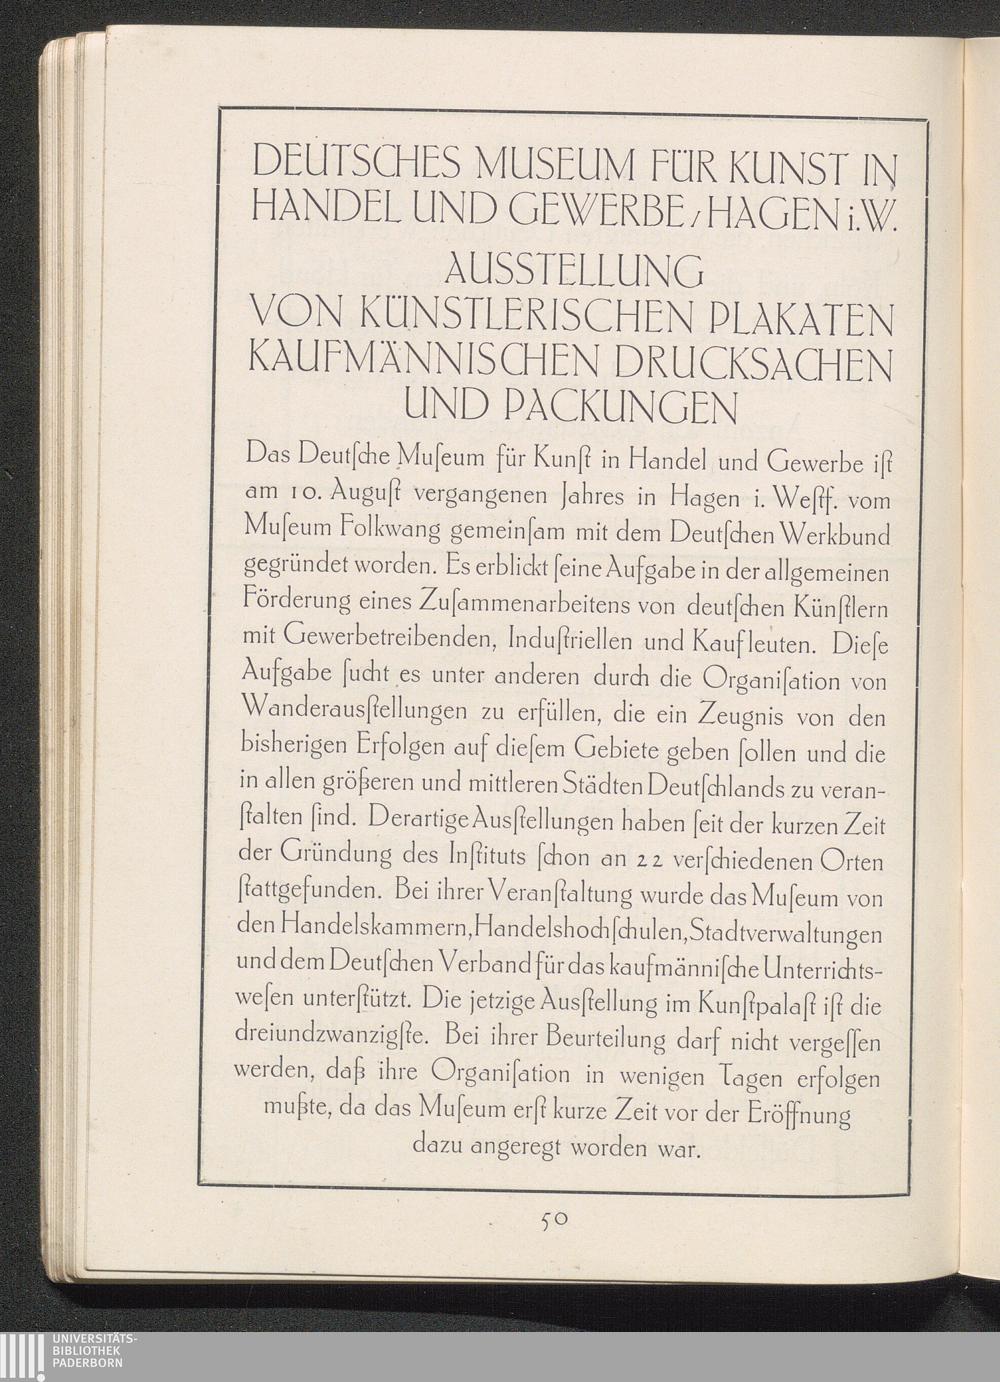 DEUTSCHES MUSEUM FÜR KUNST IN
HANDEL UND GEWERBE / HAGEN i.W.
AUSSTELLUNG
VON KÜNSTLERISCHEN PLAKATEN
KAUFMÄNNISCHEN DRUCKSACHEN
UND PACKUNGEN
Das Deutſche Muſeum für Kunſt in Handel und Gewerbe iſt
am 10. Auguſt vergangenen Jahres in Hagen i. Weſtf. vom
Muſeum Folkwang gemeinſam mit dem Deutſchen Werkbund
gegründet worden. Es erblickt ſeine Aufgabe in der allgemeinen
Förderung eines Zuſammenarbeitens von deutſchen Künſtlern
mit Gewerbetreibenden, Induſtriellen und Kaufleuten. Dieſe
Aufgabe ſucht es unter anderen durch die Organiſation von
Wanderausſtellungen zu erfüllen, die ein Zeugnis von den
bisherigen Erfolgen auf dieſem Gebiete geben ſollen und die
in allen größeren und mittleren Städten Deutſchlands zu veran-
ſtalten ſind. Derartige Ausſtellungen haben ſeit der kurzen Zeit
der Gründung des Inſtituts ſchon an 22 verſchiedenen Orten
ſtattgefunden. Bei ihrer Veranſtaltung wurde das Muſeum von
den Handelskammern, Handelshochſchulen, Stadtverwaltungen
und dem Deutſchen Verband für das kaufmänniſche Unterrichts-
weſen unterſtützt. Die jetzige Ausſtellung im Kunſtpalaſt iſt die
dreiundzwanzigſte. Bei ihrer Beurteilung darf nicht vergeſſen
werden, daß ihre Organiſation in wenigen Tagen erfolgen
mußte, da das Muſeum erſt kurze Zeit vor der Eröffnung
dazu angeregt worden war.
50
UNIVERSITÄTS-
BIBLIOTHEK
PADERBORN